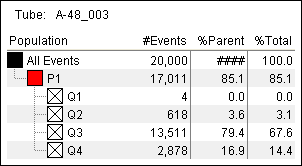 Tube: A-48_003
Population #Events %Parent %Total
All Events 20,000 #### 100.0
P1 17,011 85.1 85.1
Q1 4 0.0 0.0
Q2 618 3.6 3.1
Q3 13,511 79.4 67.6
Q4 2,878 16.9 14.4